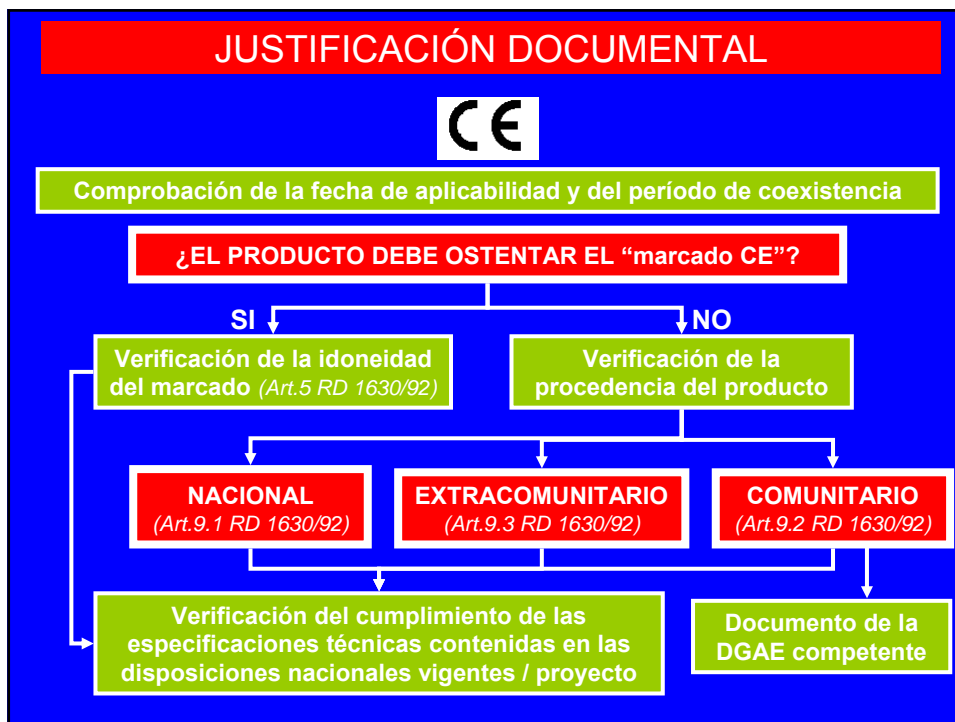 JUSTIFICACIÓN DOCUMENTAL
CE
Comprobación de la fecha de aplicabilidad y del período de coexistencia
¿EL PRODUCTO DEBE OSTENTAR EL “marcado CE”?
SI
NO
Verificación de la idoneidad
del marcado (Art.5 RD 1630/92)
Verificación de la
procedencia del producto
NACIONAL
(Art.9.1 RD 1630/92)
EXTRACOMUNITARIO
(Art.9.3 RD 1630/92)
COMUNITARIO
(Art.9.2 RD 1630/92)
Verificación del cumplimiento de las
especificaciones técnicas contenidas en las
disposiciones nacionales vigentes / proyecto
Documento de la
DGAE competente